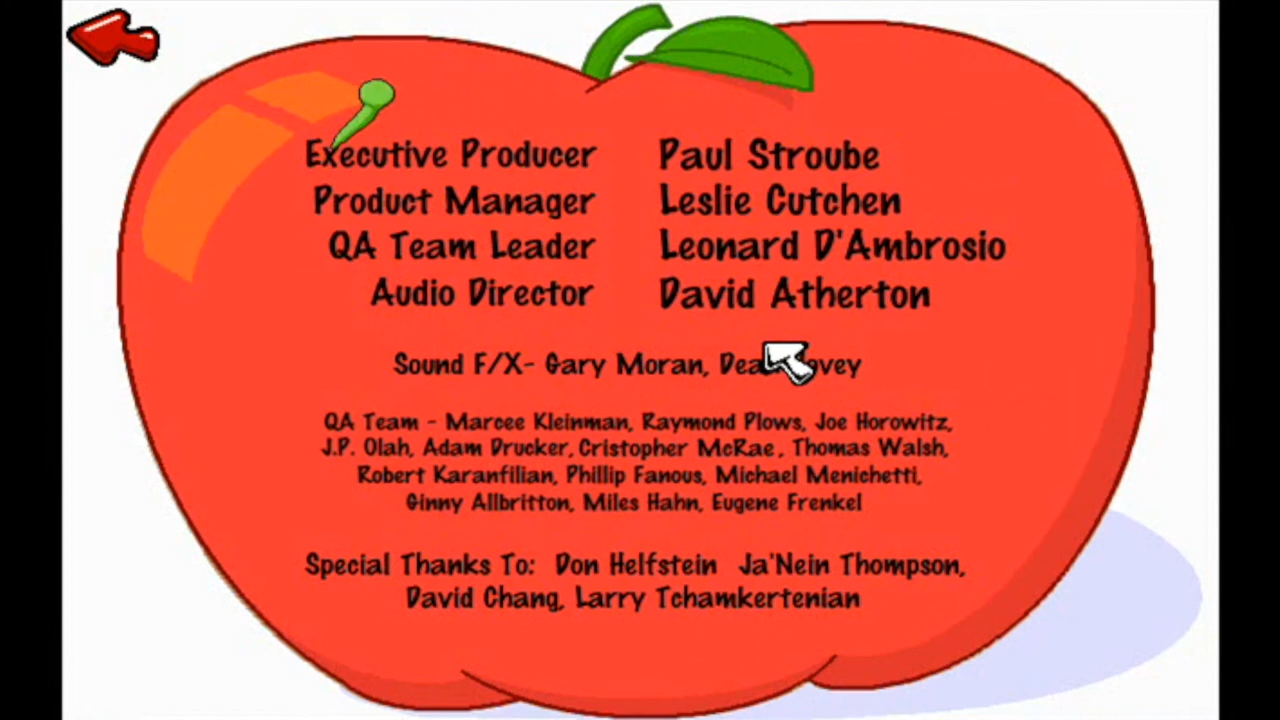 Executive Producer Paul Stroube
Product Manager Leslie Cutchen
QA Team Leader Leonard D'Ambrosio
Audio Director David Atherton
Sound F/X- Gary Moran,
QA Team - Marcee Kleinman, Raymond Plows, Joe Horowitz,
J.P. Olah, Adam Drucker, Cristopher McRae, Thomas Walsh,
Robert Karanfilian, Phillip Fanous, Michael Menichetti,
Ginny Allbritton, Miles Hahn, Eugene Frenkel
Special Thanks To: Don Helfstein Ja'Nein Thompson,
David Chang, Larry Tchamkertenian